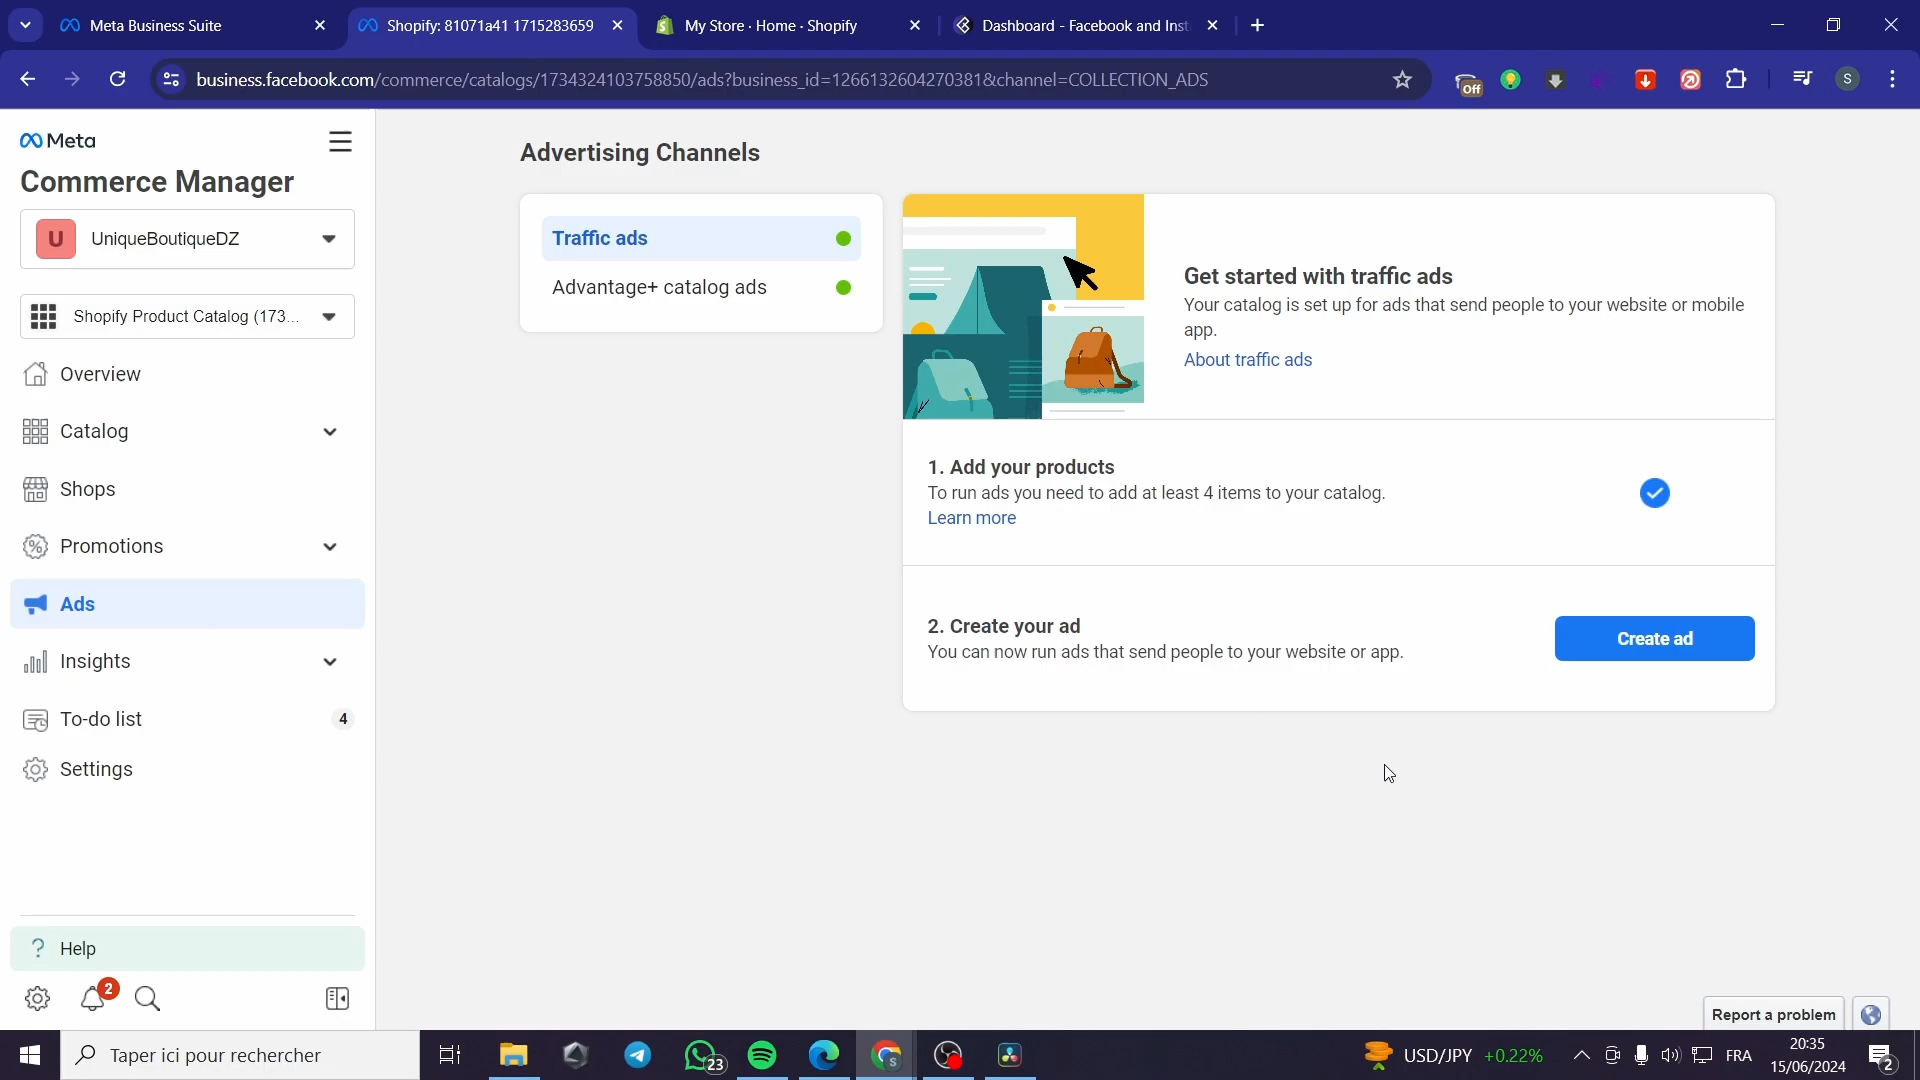 Meta Business Suite
Shopify: 81071a41 1715283659
My Store · Home · Shopify
Dashboard - Facebook and Inst
business.facebook.com/commerce/catalogs/1734324103758850/ads?business_id=1266132604270381&channel=COLLECTION_ADS
Off
S
Meta
Commerce Manager
U
UniqueBoutiqueDZ
Shopify Product Catalog (173...
Overview
Catalog
Shops
Promotions
Ads
Insights
To-do list
4
Settings
Help
2
Advertising Channels
Traffic ads
Advantage+ catalog ads
Get started with traffic ads
Your catalog is set up for ads that send people to your website or mobile
app.
About traffic ads
1. Add your products
To run ads you need to add at least 4 items to your catalog.
Learn more
2. Create your ad
You can now run ads that send people to your website or app.
Create ad
Report a problem
Taper ici pour rechercher
23
S
USD/JPY +0.22%
FRA
20:35
15/06/2024
2